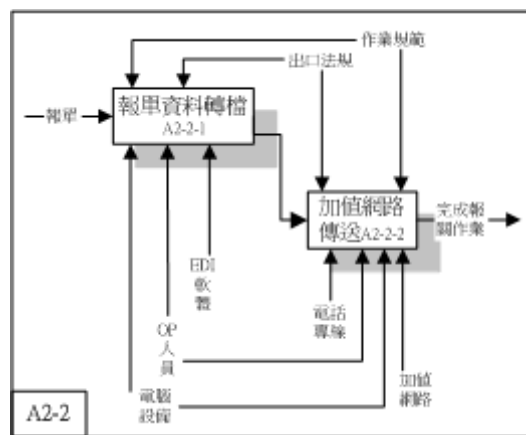 作業規範
出口法規
報單
報單資料轉檔
A2-2-1
加值網路
傳送A2-2-2
完成報
關作業
EDI
軟
體
電話
專線
OP
人
員
電腦
設備
加值
網路
A2-2